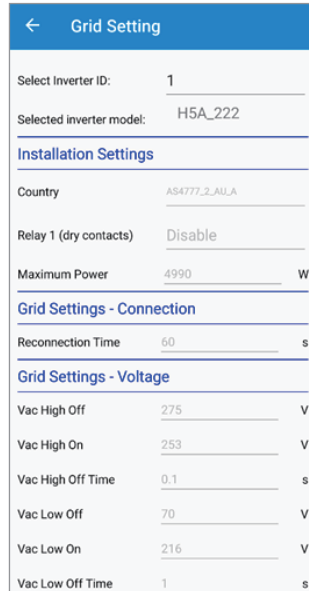 Grid Setting
Select Inverter ID: 1
Selected inverter model: H5A_222
Installation Settings
Country AS4777_2_AU_A
Relay 1 (dry contacts) Disable
Maximum Power 4990 W
Grid Settings - Connection
Reconnection Time 60 s
Grid Settings - Voltage
Vac High Off 275 V
Vac High On 253 V
Vac High Off Time 0.1 s
Vac Low Off 70 V
Vac Low On 216 V
Vac Low Off Time 1 s